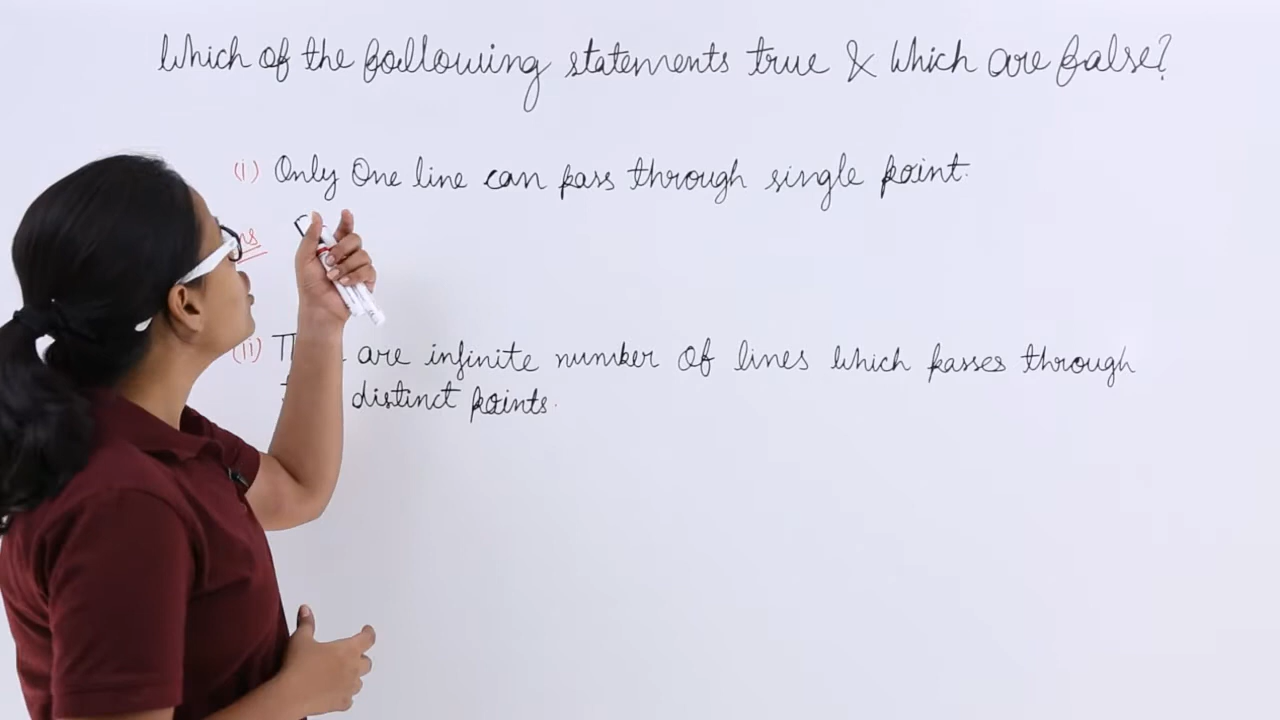 Which of the following statements true & Which are false?
(i) Only One line can pass through single point.
(ii) are infinite number of lines which passes through
distinct points.